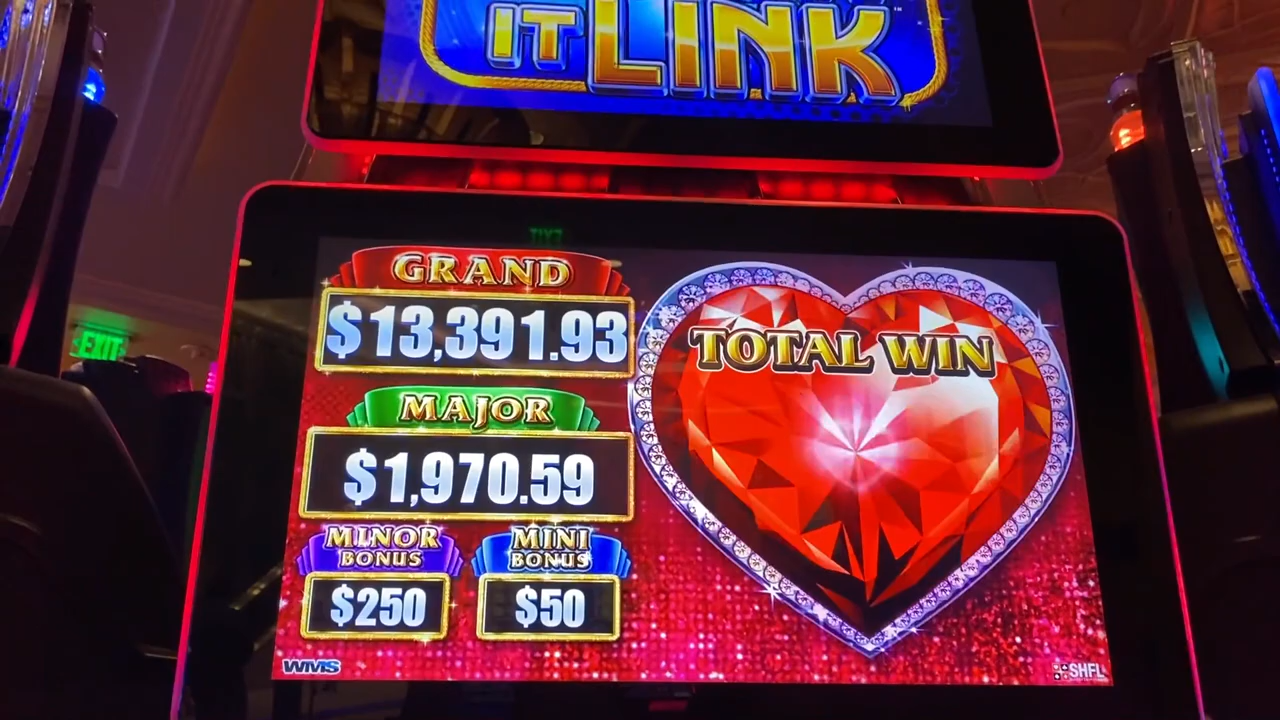 IT LINK
EXIT
GRAND
$13,391.93
MAJOR
$1,970.59
MINOR
BONUS
$250
MINI
BONUS
$50
TOTAL WIN
EXIT
WMS
SHFL